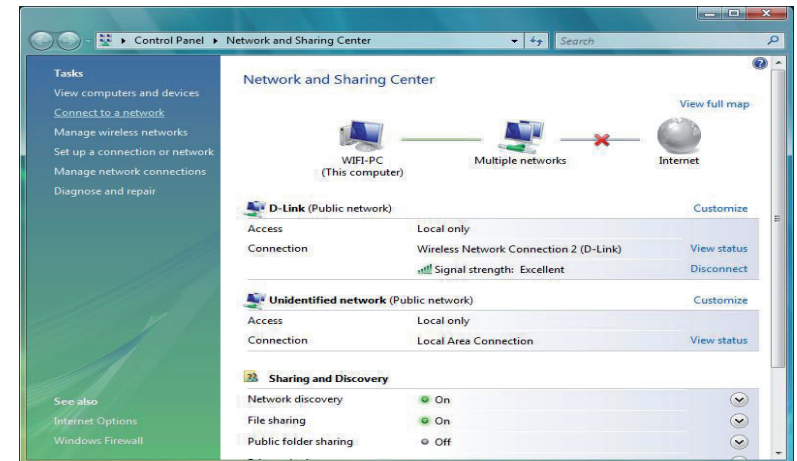 Control Panel ▸ Network and Sharing Center
Search
Tasks
View computers and devices
Connect to a network
Manage wireless networks
Set up a connection or network
Manage network connections
Diagnose and repair
See also
Internet Options
Windows Firewall
Network and Sharing Center
View full map
WIFI-PC
(This computer)
Multiple networks
Internet
D-Link (Public network) Customize
Access Local only
Connection Wireless Network Connection 2 (D-Link) View status
Signal strength: Excellent Disconnect
Unidentified network (Public network) Customize
Access Local only
Connection Local Area Connection View status
Sharing and Discovery
Network discovery On
File sharing On
Public folder sharing Off